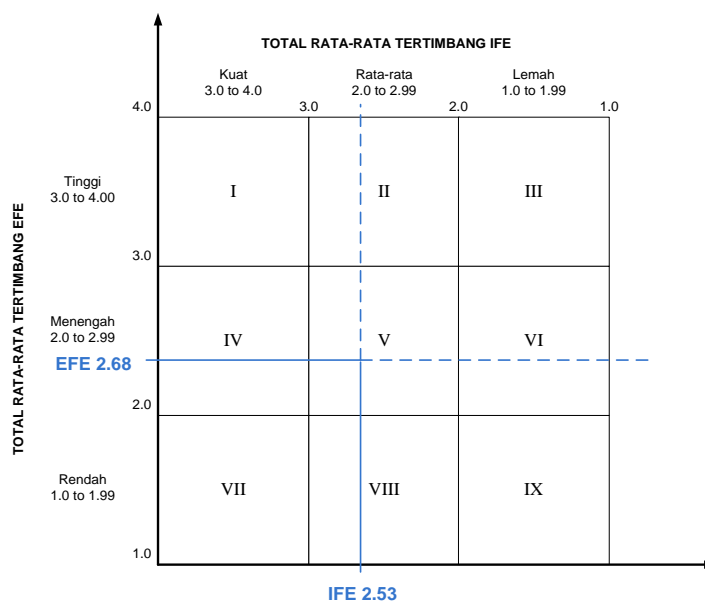 TOTAL RATA-RATA TERTIMBANG IFE
Kuat
3.0 to 4.0
Rata-rata
2.0 to 2.99
Lemah
1.0 to 1.99
4.0
3.0
2.0
1.0
TOTAL RATA-RATA TERTIMBANG EFE
Tinggi
3.0 to 4.00
I
II
III
3.0
Menengah
2.0 to 2.99
IV
V
VI
EFE 2.68
2.0
Rendah
1.0 to 1.99
VII
VIII
IX
1.0
IFE 2.53